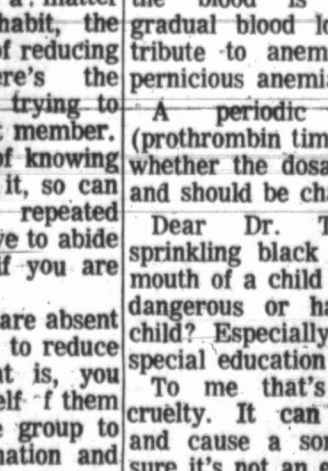 a matter
habit, the
of reducing
ere's the
trying to
t member.
of knowing
it, so can
repeated
ve to abide
if you are
are absent
to reduce
at is, you
elf f them
e group to
nation and
the blood is
gradual blood lo
tribute to anem
pernicious anemi
A periodic
(prothrombin tim
whether the dosa
and should be ch
Dear Dr. T
sprinkling black
mouth of a child
dangerous or ha
child? Especially
special education
To me that's
cruelty. It can
and cause a so
sure it's not an